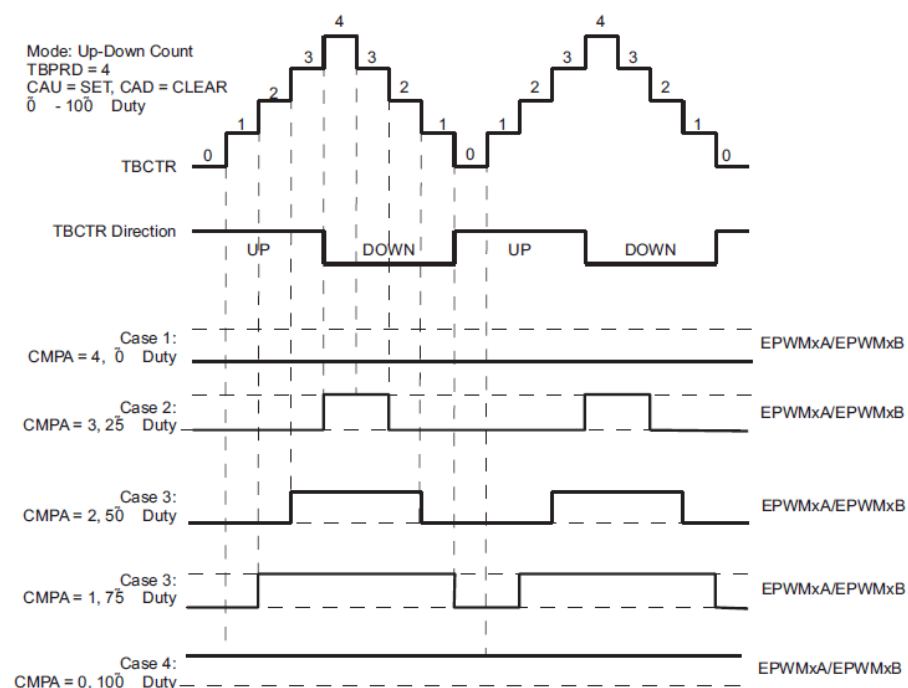 Mode: Up-Down Count
TBPRD = 4
CAU = SET, CAD = CLEAR
0̃ - 100̃ Duty
4
4
3
3
3
3
2
2
2
2
1
1
1
1
0
0
0
TBCTR
TBCTR Direction
UP
DOWN
UP
DOWN
Case 1:
CMPA = 4, 0̃ Duty
EPWMxA/EPWMxB
Case 2:
CMPA = 3, 25̃ Duty
EPWMxA/EPWMxB
Case 3:
CMPA = 2, 50̃ Duty
EPWMxA/EPWMxB
Case 3:
CMPA = 1, 75̃ Duty
EPWMxA/EPWMxB
Case 4:
CMPA = 0, 100̃ Duty
EPWMxA/EPWMxB